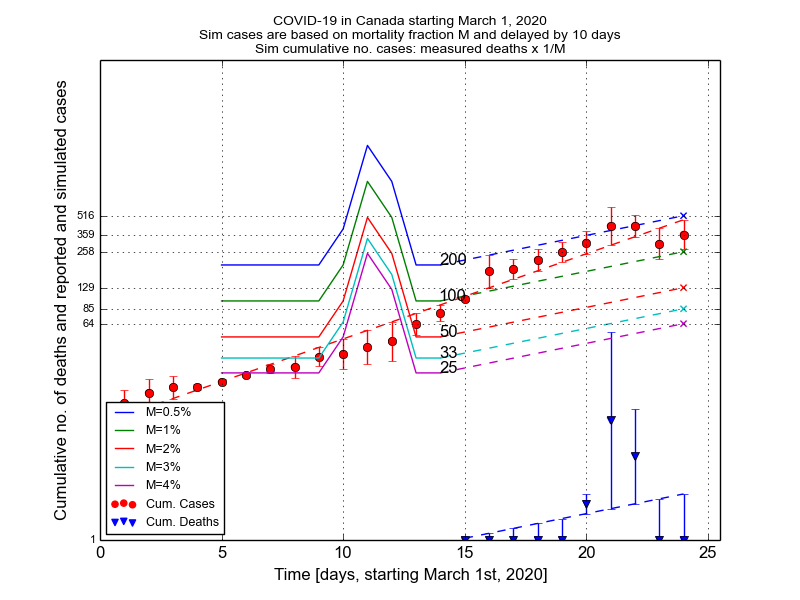 COVID-19 in Canada starting March 1, 2020
Sim cases are based on mortality fraction M and delayed by 10 days
Sim cumulative no. cases: measured deaths x 1/M
Cumulative no. of deaths and reported and simulated cases
516
359
258
129
85
64
1
200
100
50
33
25
M=0.5%
M=1%
M=2%
M=3%
M=4%
Cum. Cases
Cum. Deaths
0 5 10 15 20 25
Time [days, starting March 1st, 2020]